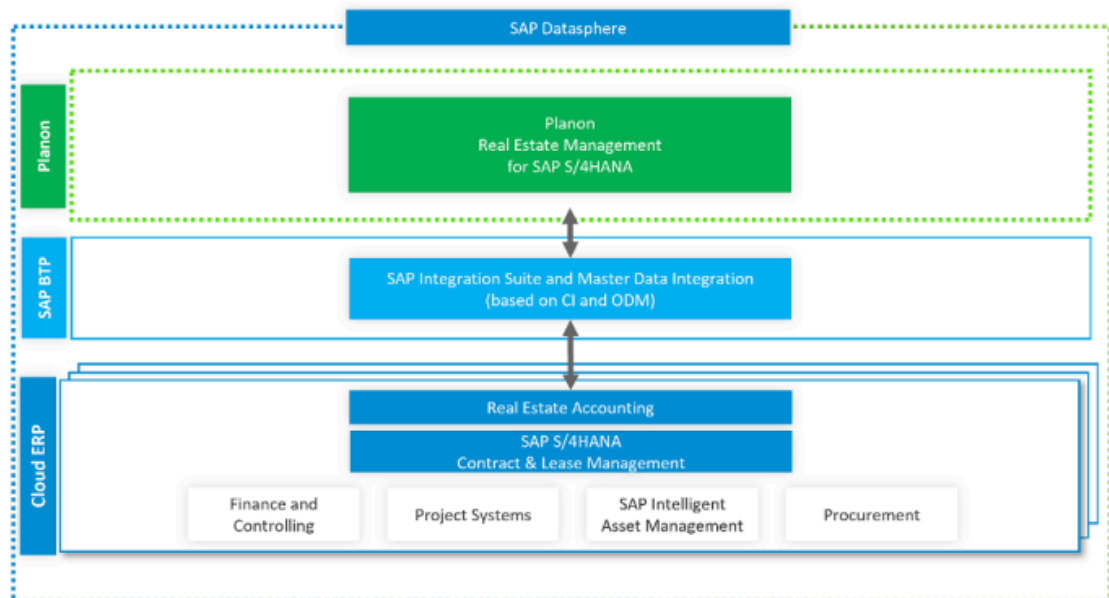 SAP Datasphere
Planon
Planon
Real Estate Management
for SAP S/4HANA
SAP BTP
SAP Integration Suite and Master Data Integration
(based on CI and ODM)
Cloud ERP
Real Estate Accounting
SAP S/4HANA
Contract & Lease Management
Finance and
Controlling
Project Systems
SAP Intelligent
Asset Management
Procurement